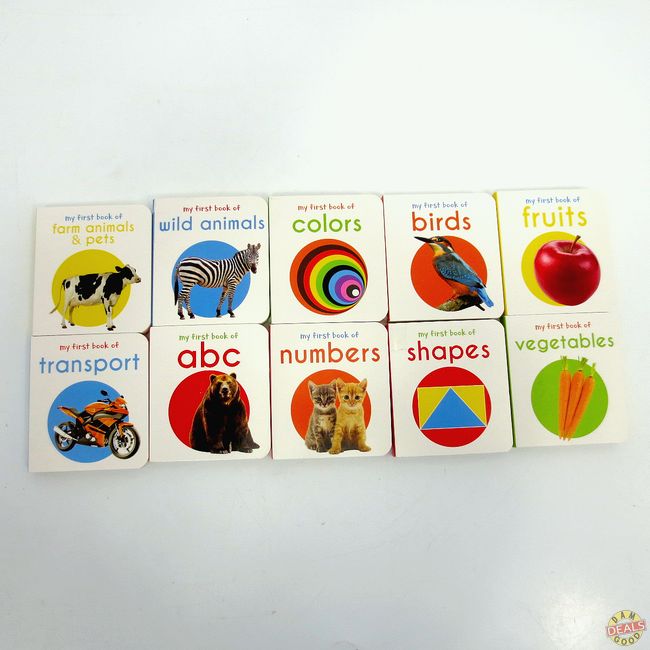 my first book of
farm animals
& pets
my first book of
wild animals
my first book of
colors
my first book of
birds
my first book of
fruits
my first book of
transport
my first book of
abc
my first book of
numbers
my first book of
shapes
my first book of
vegetables
DAM
DEALS
GOOD